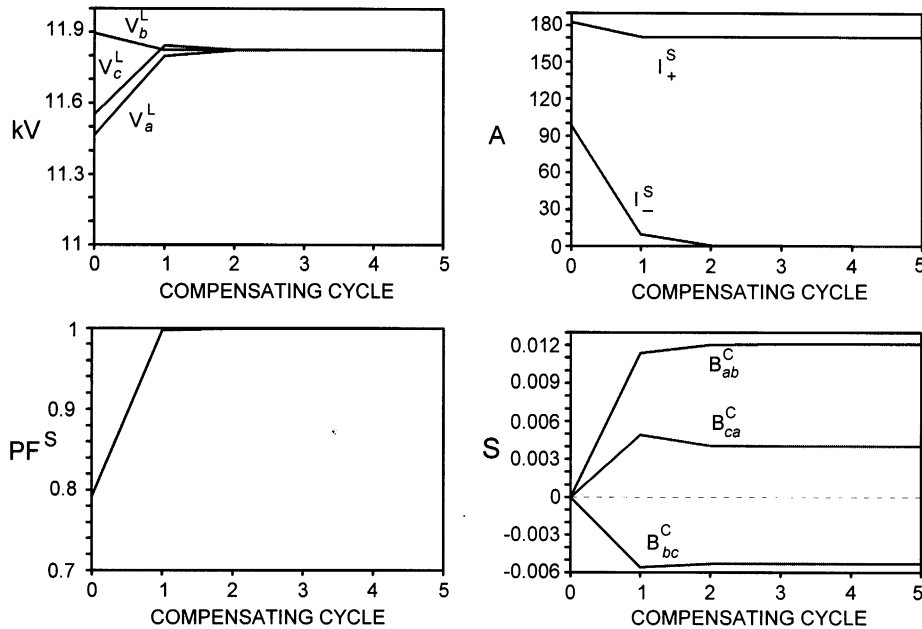 11.9
11.6
kV
11.3
11
V_b^L
V_c^L
V_a^L
0 1 2 3 4 5
COMPENSATING CYCLE
180
150
120
A 90
60
30
0
I_+^S
I_-^S
0 1 2 3 4 5
COMPENSATING CYCLE
1
0.9
PF^S
0.8
0.7
0 1 2 3 4 5
COMPENSATING CYCLE
0.012
0.009
0.006
S 0.003
0
-0.003
-0.006
B_ab^C
B_ca^C
B_bc^C
0 1 2 3 4 5
COMPENSATING CYCLE